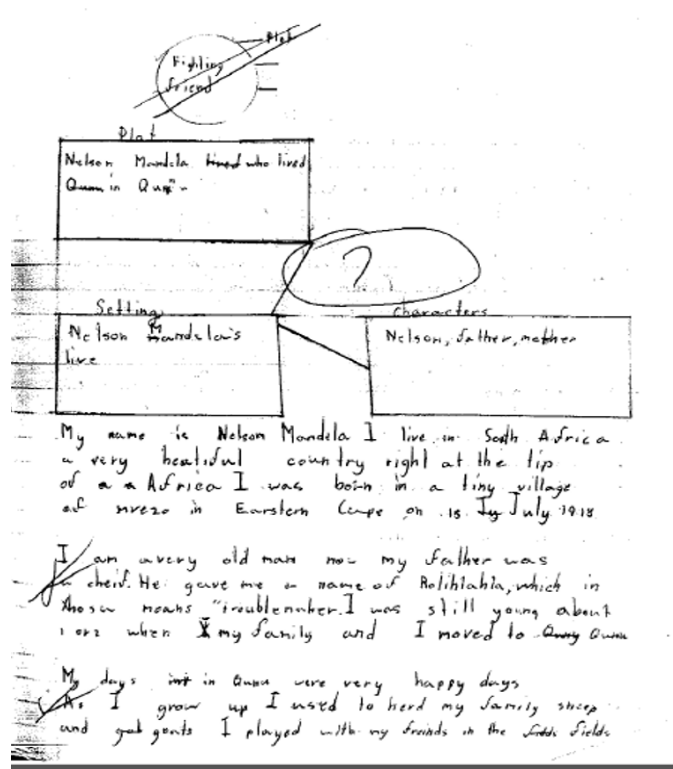 Plot
Fighting
friend
Plot
Nelson Mandela who lived
in Qunu
?
Setting
characters
Nelson Mandela's
live
Nelson, father, mother
My name is Nelson Mandela I live in South Africa
a very beatiful country right at the tip
of a a Africa I was born in a tiny village
of mvezo in Earstern Cape on 18 July 1918
I am a very old man now my father was
a cheif. He gave me a name of Rolihlahla, which in
Xhosa means "troublemaker. I was still young about
1 or 2 when my family and I moved to Qunu
My days in Qunu were very happy days
As I grow up I used to herd my family sheep
and goats I played with my freinds in the fields